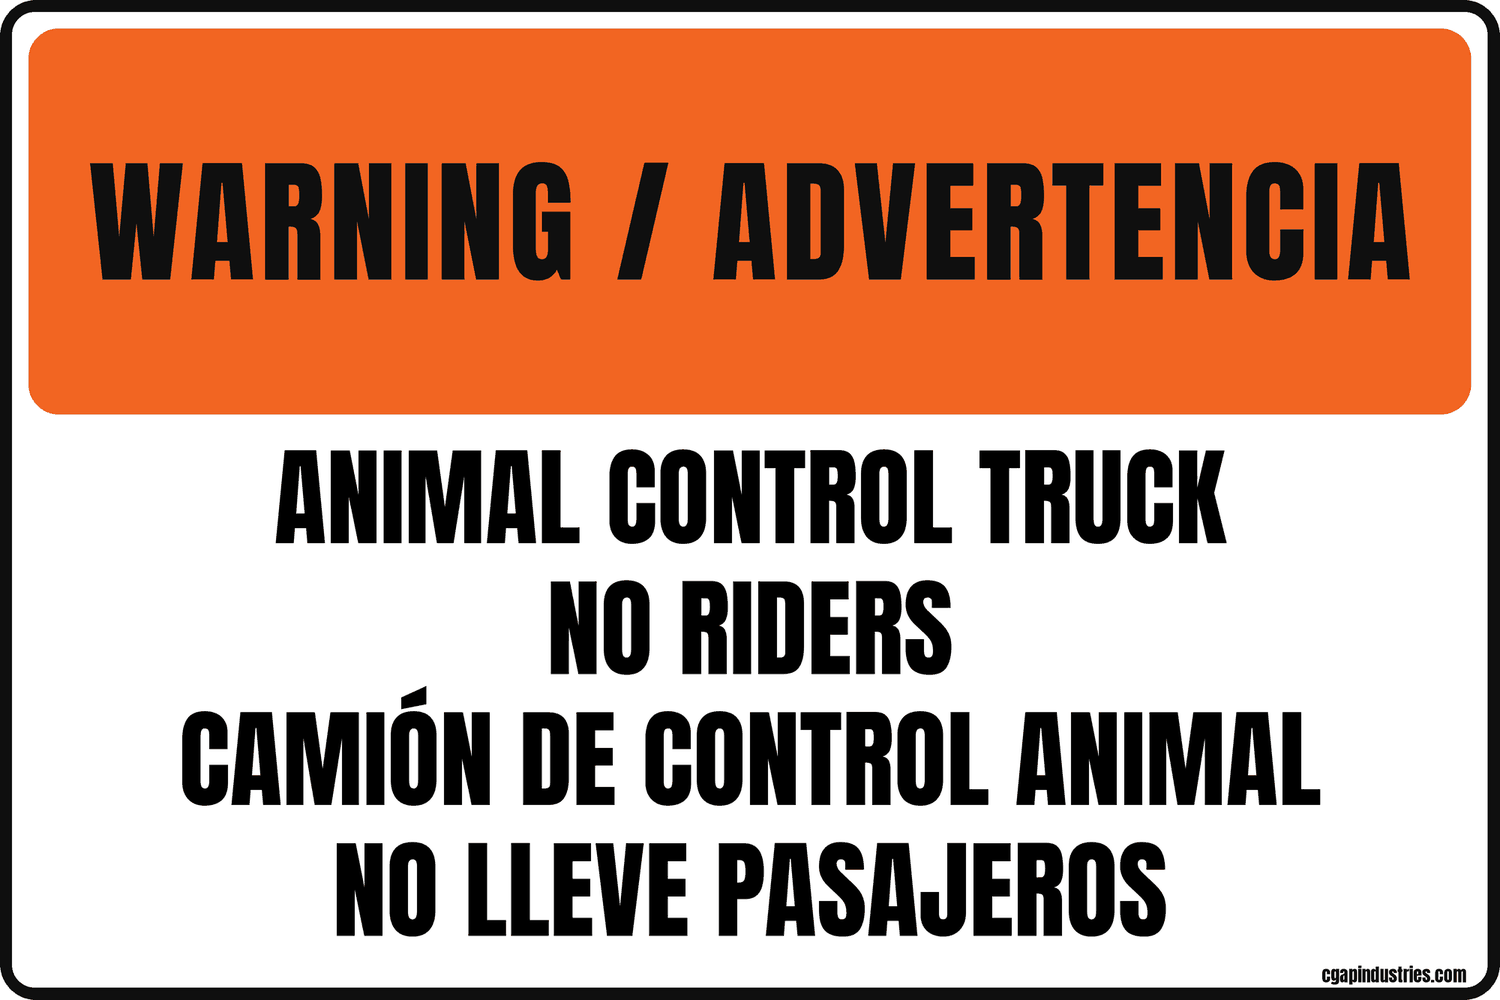 WARNING / ADVERTENCIA
ANIMAL CONTROL TRUCK
NO RIDERS
CAMIÓN DE CONTROL ANIMAL
NO LLEVE PASAJEROS
cgapindustries.com